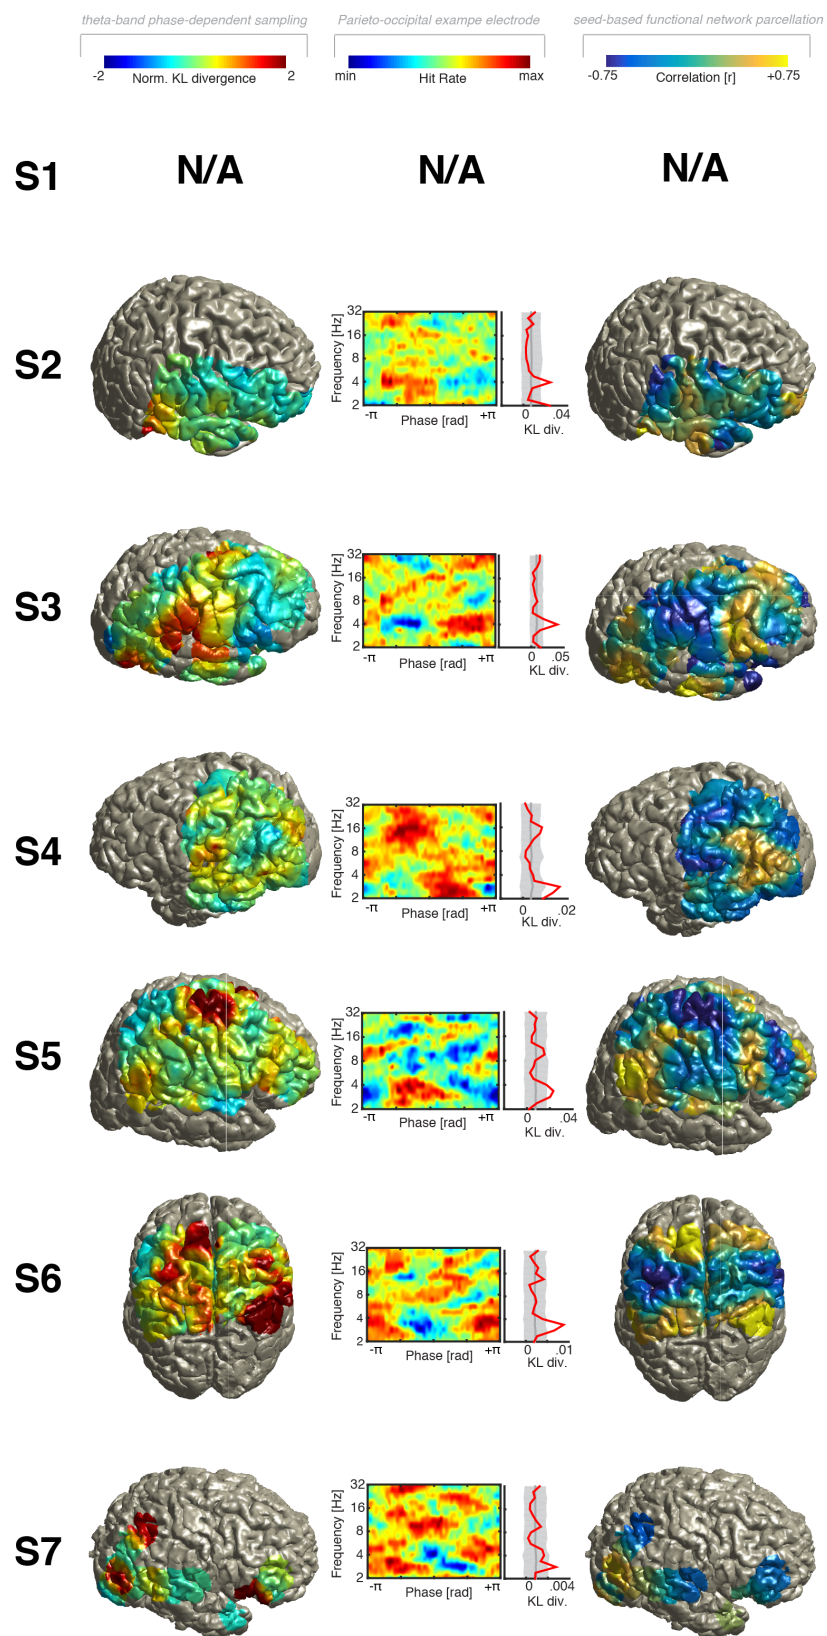 theta-band phase-dependent sampling
Parieto-occipital exampe electrode
seed-based functional network parcellation
-2 Norm. KL divergence 2
min Hit Rate max
-0.75 Correlation [r] +0.75
S1 N/A N/A N/A
S2
Frequency [Hz]
32
16
8
4
2
-π Phase [rad] +π
0 .04
KL div.
S3
Frequency [Hz]
32
16
8
4
2
-π Phase [rad] +π
0 .05
KL div.
S4
Frequency [Hz]
32
16
8
4
2
-π Phase [rad] +π
0 .02
KL div.
S5
Frequency [Hz]
32
16
8
4
2
-π Phase [rad] +π
0 .04
KL div.
S6
Frequency [Hz]
32
16
8
4
2
-π Phase [rad] +π
0 .01
KL div.
S7
Frequency [Hz]
32
16
8
4
2
-π Phase [rad] +π
0 .004
KL div.